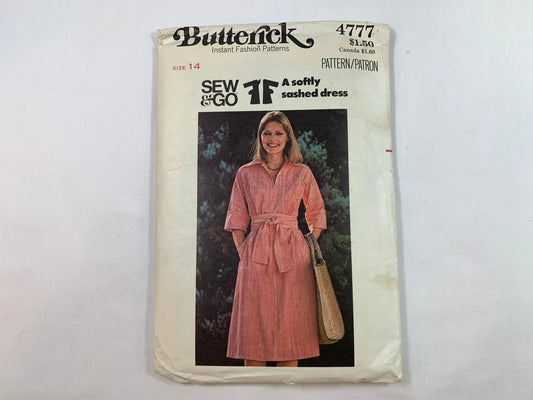 Butterick
Instant Fashion Patterns
4777
$1.50
Canada $1.60
SIZE 14
PATTERN/PATRON
SEW & GO
A softly sashed dress